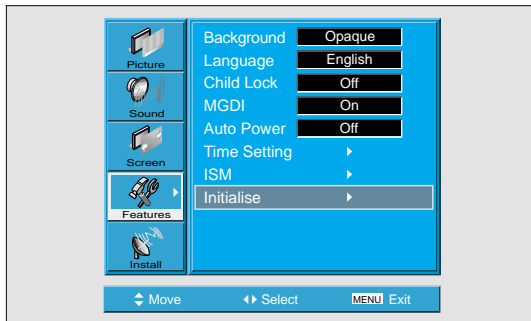 Picture
Sound
Screen
Features
Install
Background Opaque
Language English
Child Lock Off
MGDI On
Auto Power Off
Time Setting
ISM
Initialise
Move Select MENU Exit